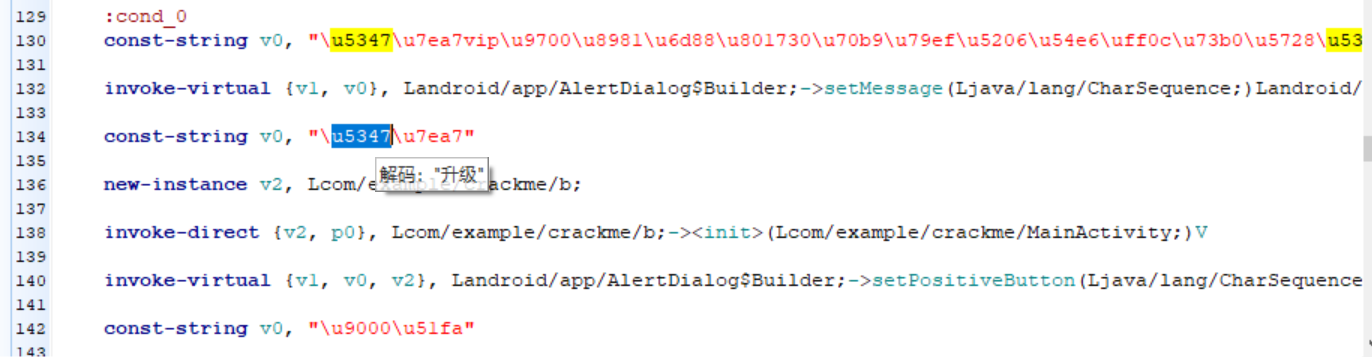 129 :cond_0
130 const-string v0, "\u5347\u7ea7vip\u9700\u8981\u6d88\u801730\u70b9\u79ef\u5206\u54e6\uff0c\u73b0\u5728\u53
131
132 invoke-virtual {v1, v0}, Landroid/app/AlertDialog$Builder;->setMessage(Ljava/lang/CharSequence;)Landroid/
133
134 const-string v0, "\u5347\u7ea7"
135
解码: "升级"
136 new-instance v2, Lcom/example/crackme/b;
137
138 invoke-direct {v2, p0}, Lcom/example/crackme/b;-><init>(Lcom/example/crackme/MainActivity;)V
139
140 invoke-virtual {v1, v0, v2}, Landroid/app/AlertDialog$Builder;->setPositiveButton(Ljava/lang/CharSequence
141
142 const-string v0, "\u9000\u51fa"
143